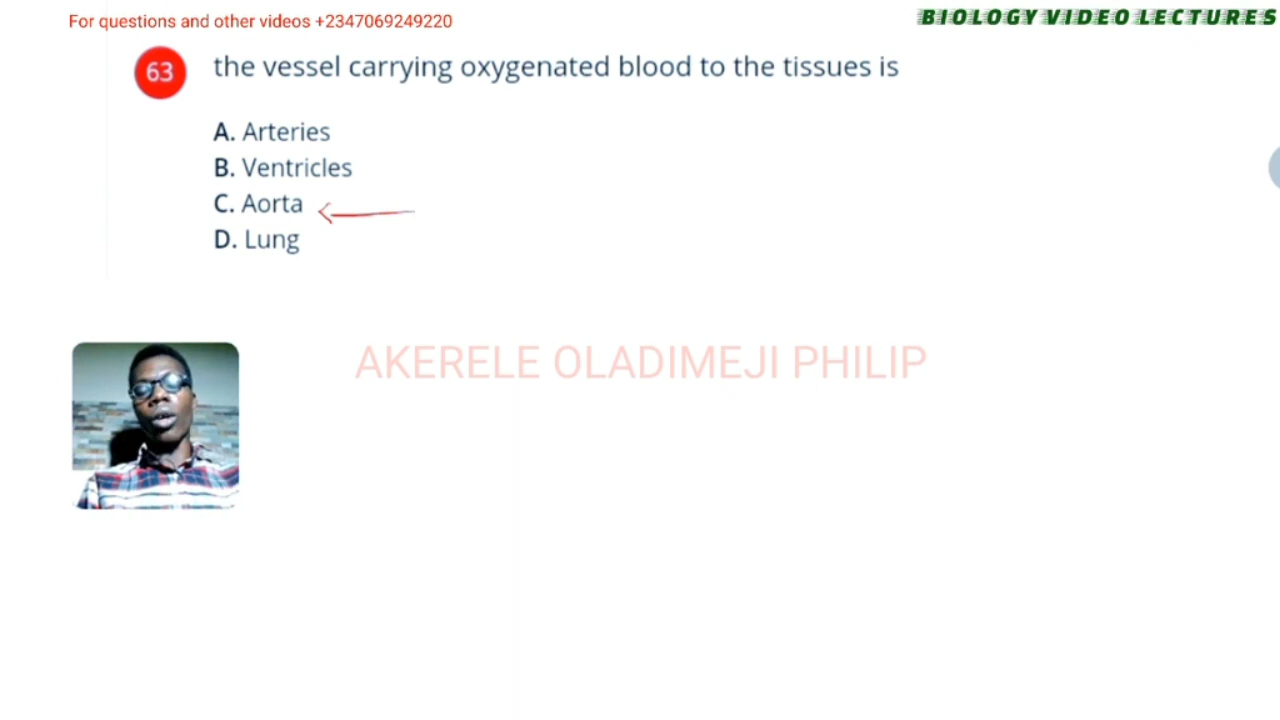 For questions and other videos +2347069249220
BIOLOGY VIDEO LECTURES
63 the vessel carrying oxygenated blood to the tissues is
A. Arteries
B. Ventricles
C. Aorta
D. Lung
AKERELE OLADIMEJI PHILIP